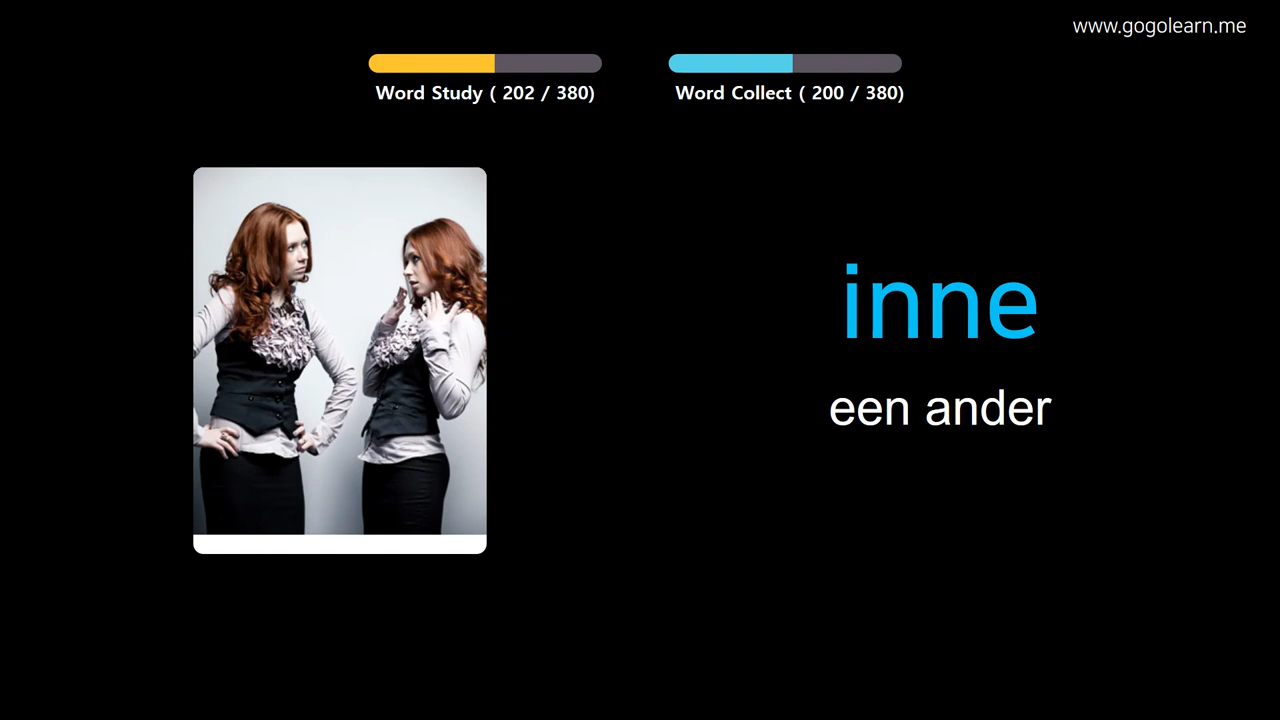 www.gogolearn.me
Word Study ( 202 / 380)
Word Collect ( 200 / 380)
inne
een ander